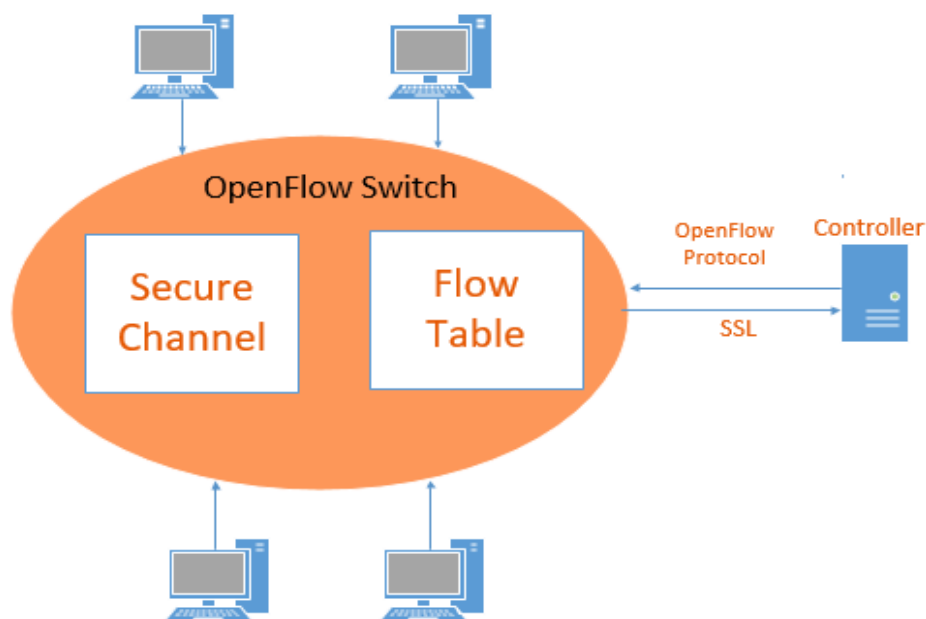 OpenFlow Switch
Secure
Channel
Flow
Table
OpenFlow
Protocol
SSL
Controller